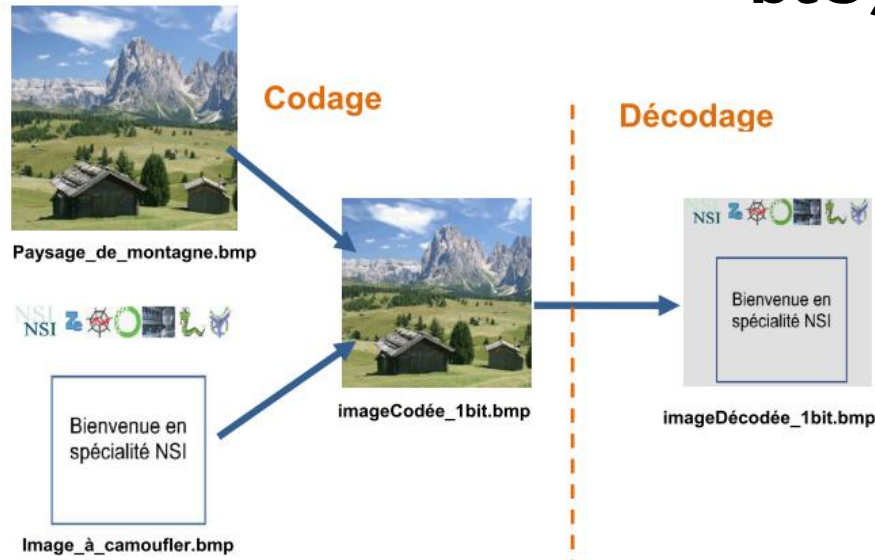 Codage
Décodage
Paysage_de_montagne.bmp
NSI
NSI
Bienvenue en
spécialité NSI
Image_à_camoufler.bmp
imageCodée_1bit.bmp
NSI
Bienvenue en
spécialité NSI
imageDécodée_1bit.bmp